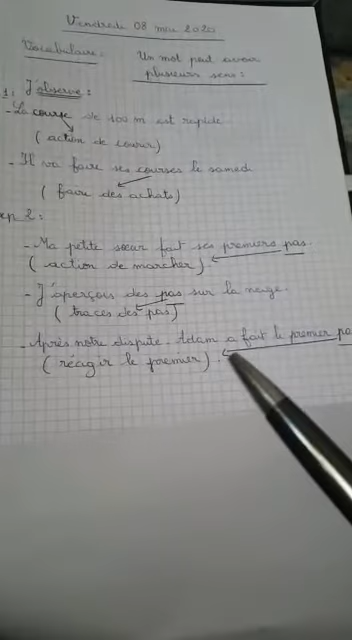 Vendredi 08 mai 2020
Vocabulaire : Un mot peut avoir
plusieurs sens :
1. J'observe :
- La course de 100 m est rapide
(action de courir)
- Il va faire ses courses le samedi
(faire des achats)
exp 2 :
- Ma petite sœur fait ses premiers pas.
(action de marcher).
- J'aperçois des pas sur la neige.
(traces des pas)
- Après notre dispute. Adam a fait le premier pas
(réagir le premier).